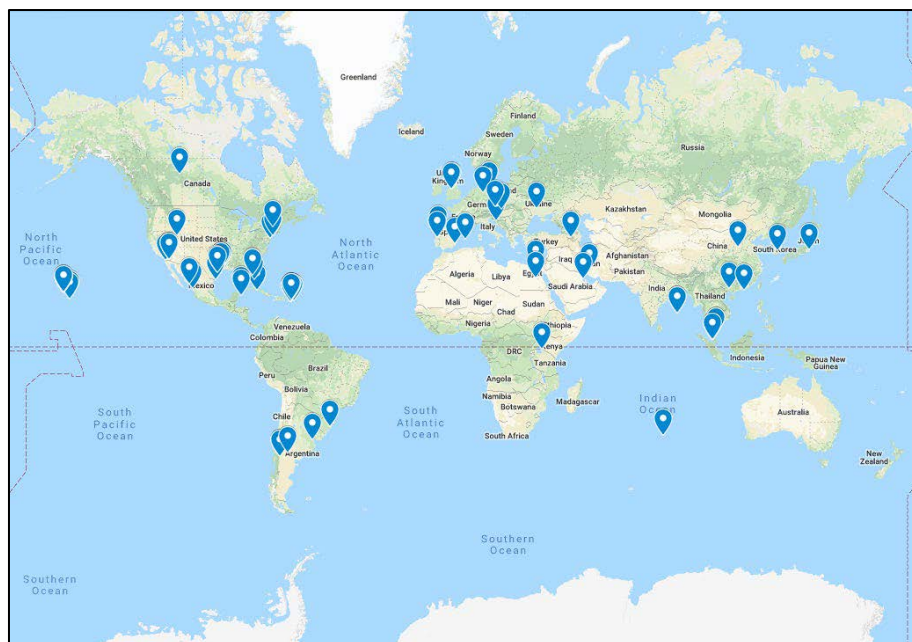 Greenland
Iceland
Finland
Sweden
Norway
Russia
Canada
Kazakhstan
Mongolia
Italy
Turkey
North
Pacific
Ocean
United States
North
Atlantic
Ocean
China
South Korea
Iraq
Afghanistan
Pakistan
Algeria
Libya
Egypt
Saudi Arabia
Mexico
India
Thailand
Mali
Niger
Sudan
Chad
Nigeria
Ethiopia
Venezuela
Colombia
DRC
Kenya
Tanzania
Indonesia
Papua New
Guinea
Peru
Brazil
Bolivia
Angola
Namibia
Botswana
Madagascar
Indian
South
Pacific
Ocean
Chile
South
Atlantic
Ocean
Australia
South Africa
Argentina
New
Zealand
Southern
Ocean
Southern
Ocean